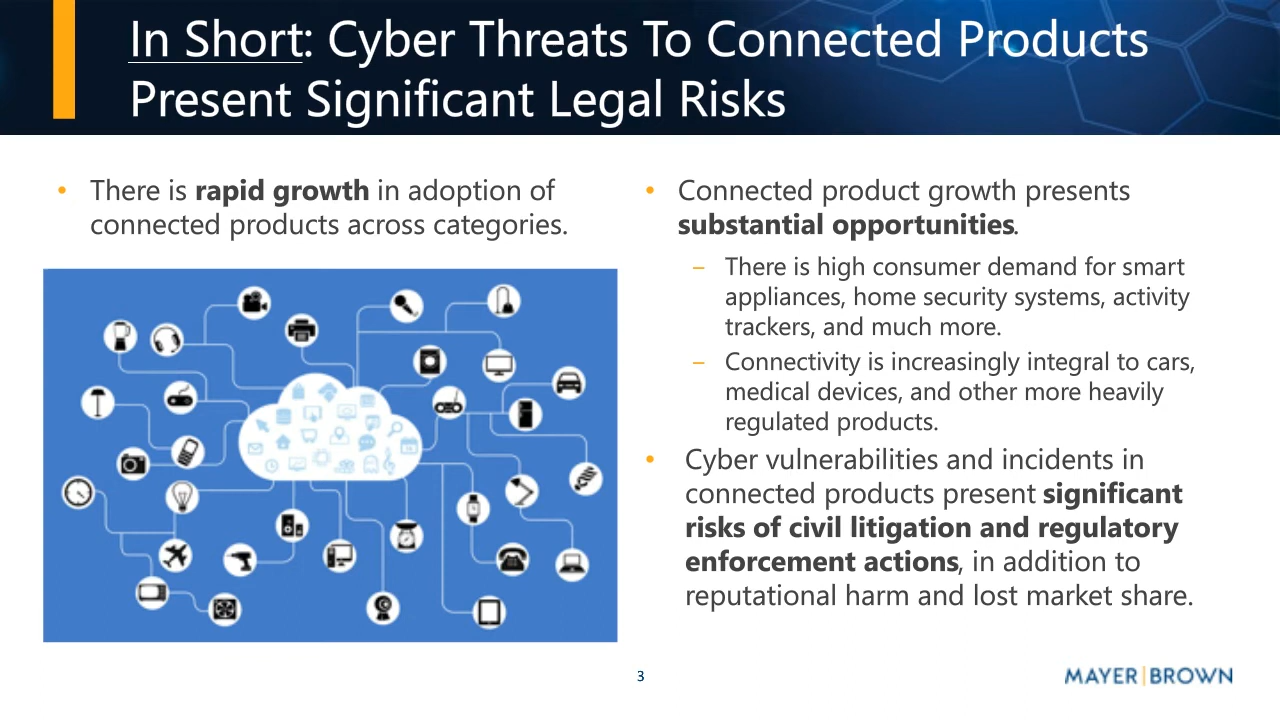 In Short: Cyber Threats To Connected Products
Present Significant Legal Risks
• There is rapid growth in adoption of
connected products across categories.
• Connected product growth presents
substantial opportunities.
– There is high consumer demand for smart
appliances, home security systems, activity
trackers, and much more.
– Connectivity is increasingly integral to cars,
medical devices, and other more heavily
regulated products.
• Cyber vulnerabilities and incidents in
connected products present significant
risks of civil litigation and regulatory
enforcement actions, in addition to
reputational harm and lost market share.
3
MAYER|BROWN